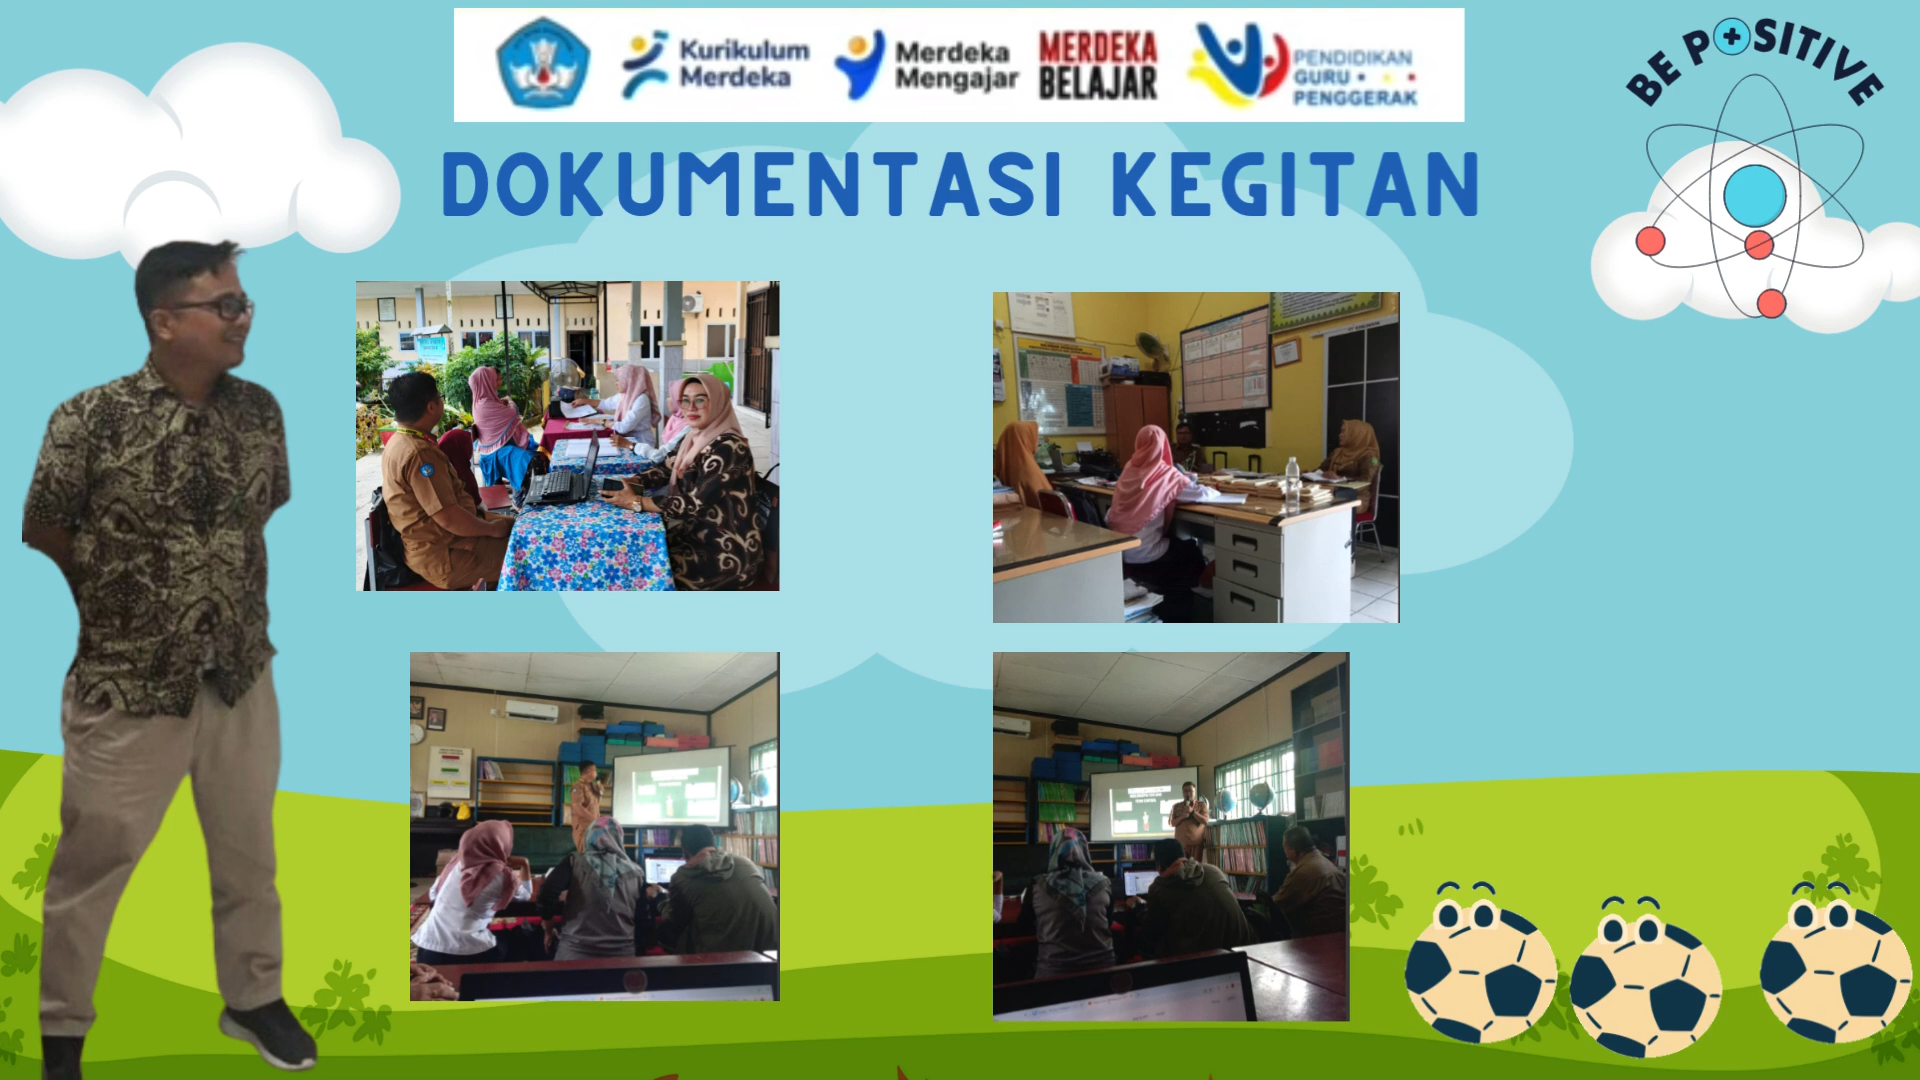 Kurikulum
Merdeka
Merdeka
Mengajar
MERDEKA
BELAJAR
PENDIDIKAN
GURU
PENGGERAK
BE POSITIVE
DOKUMENTASI KEGITAN